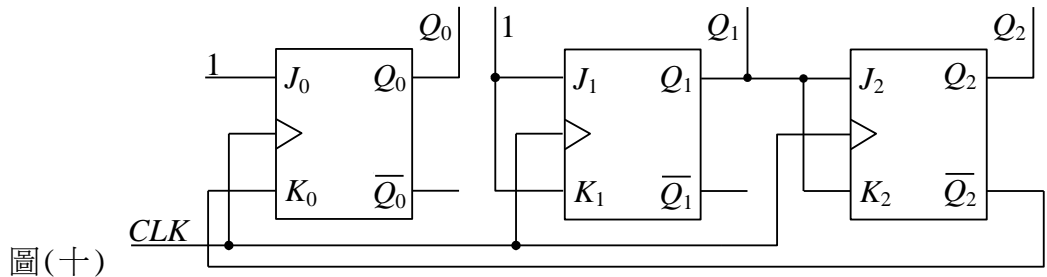 Q₀ 1 Q₁ Q₂
1 J₀ Q₀ J₁ Q₁ J₂ Q₂
K₀ Q̅₀ K₁ Q̅₁ K₂ Q̅₂
CLK
圖(十)